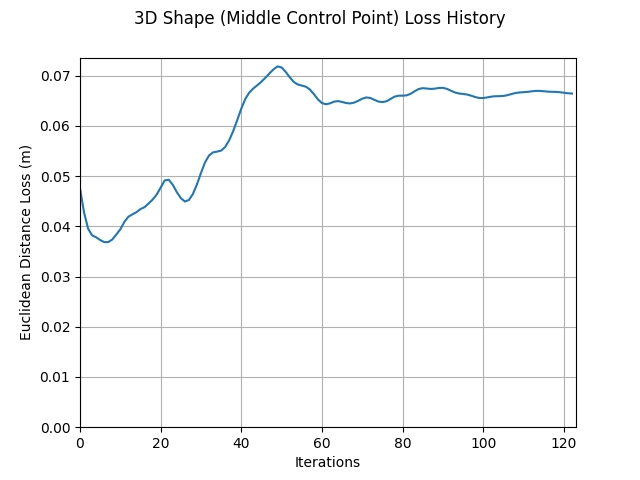 3D Shape (Middle Control Point) Loss History
0.07
0.06
0.05
0.04
0.03
0.02
0.01
0.00
Euclidean Distance Loss (m)
0 20 40 60 80 100 120
Iterations